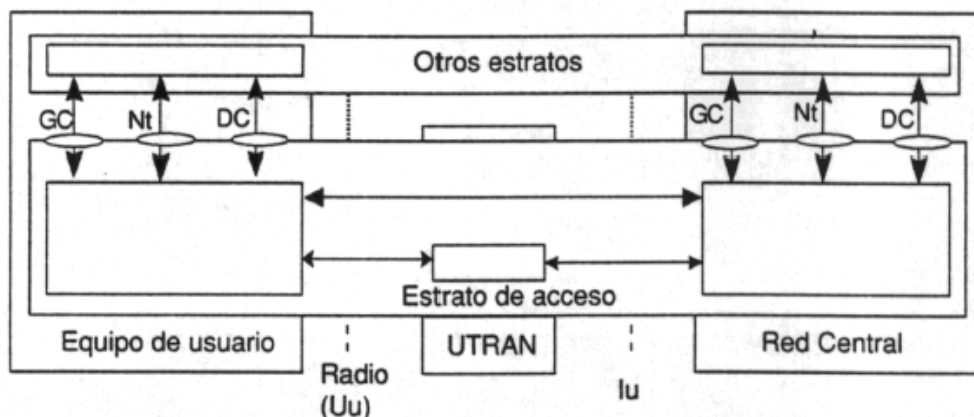 Otros estratos
GC
Nt
DC
GC
Nt
DC
Estrato de acceso
Equipo de usuario
UTRAN
Red Central
Radio
(Uu)
Iu